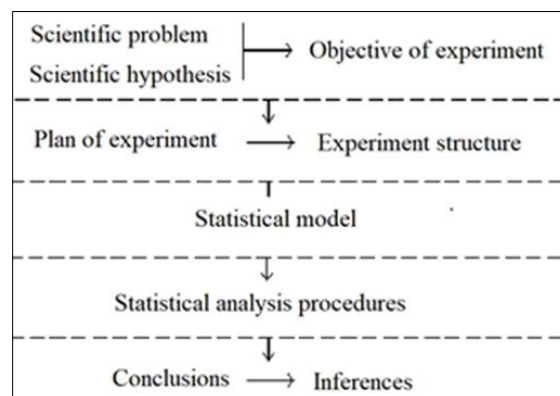 Scientific problem
Scientific hypothesis
Objective of experiment
Plan of experiment
Experiment structure
Statistical model
Statistical analysis procedures
Conclusions
Inferences